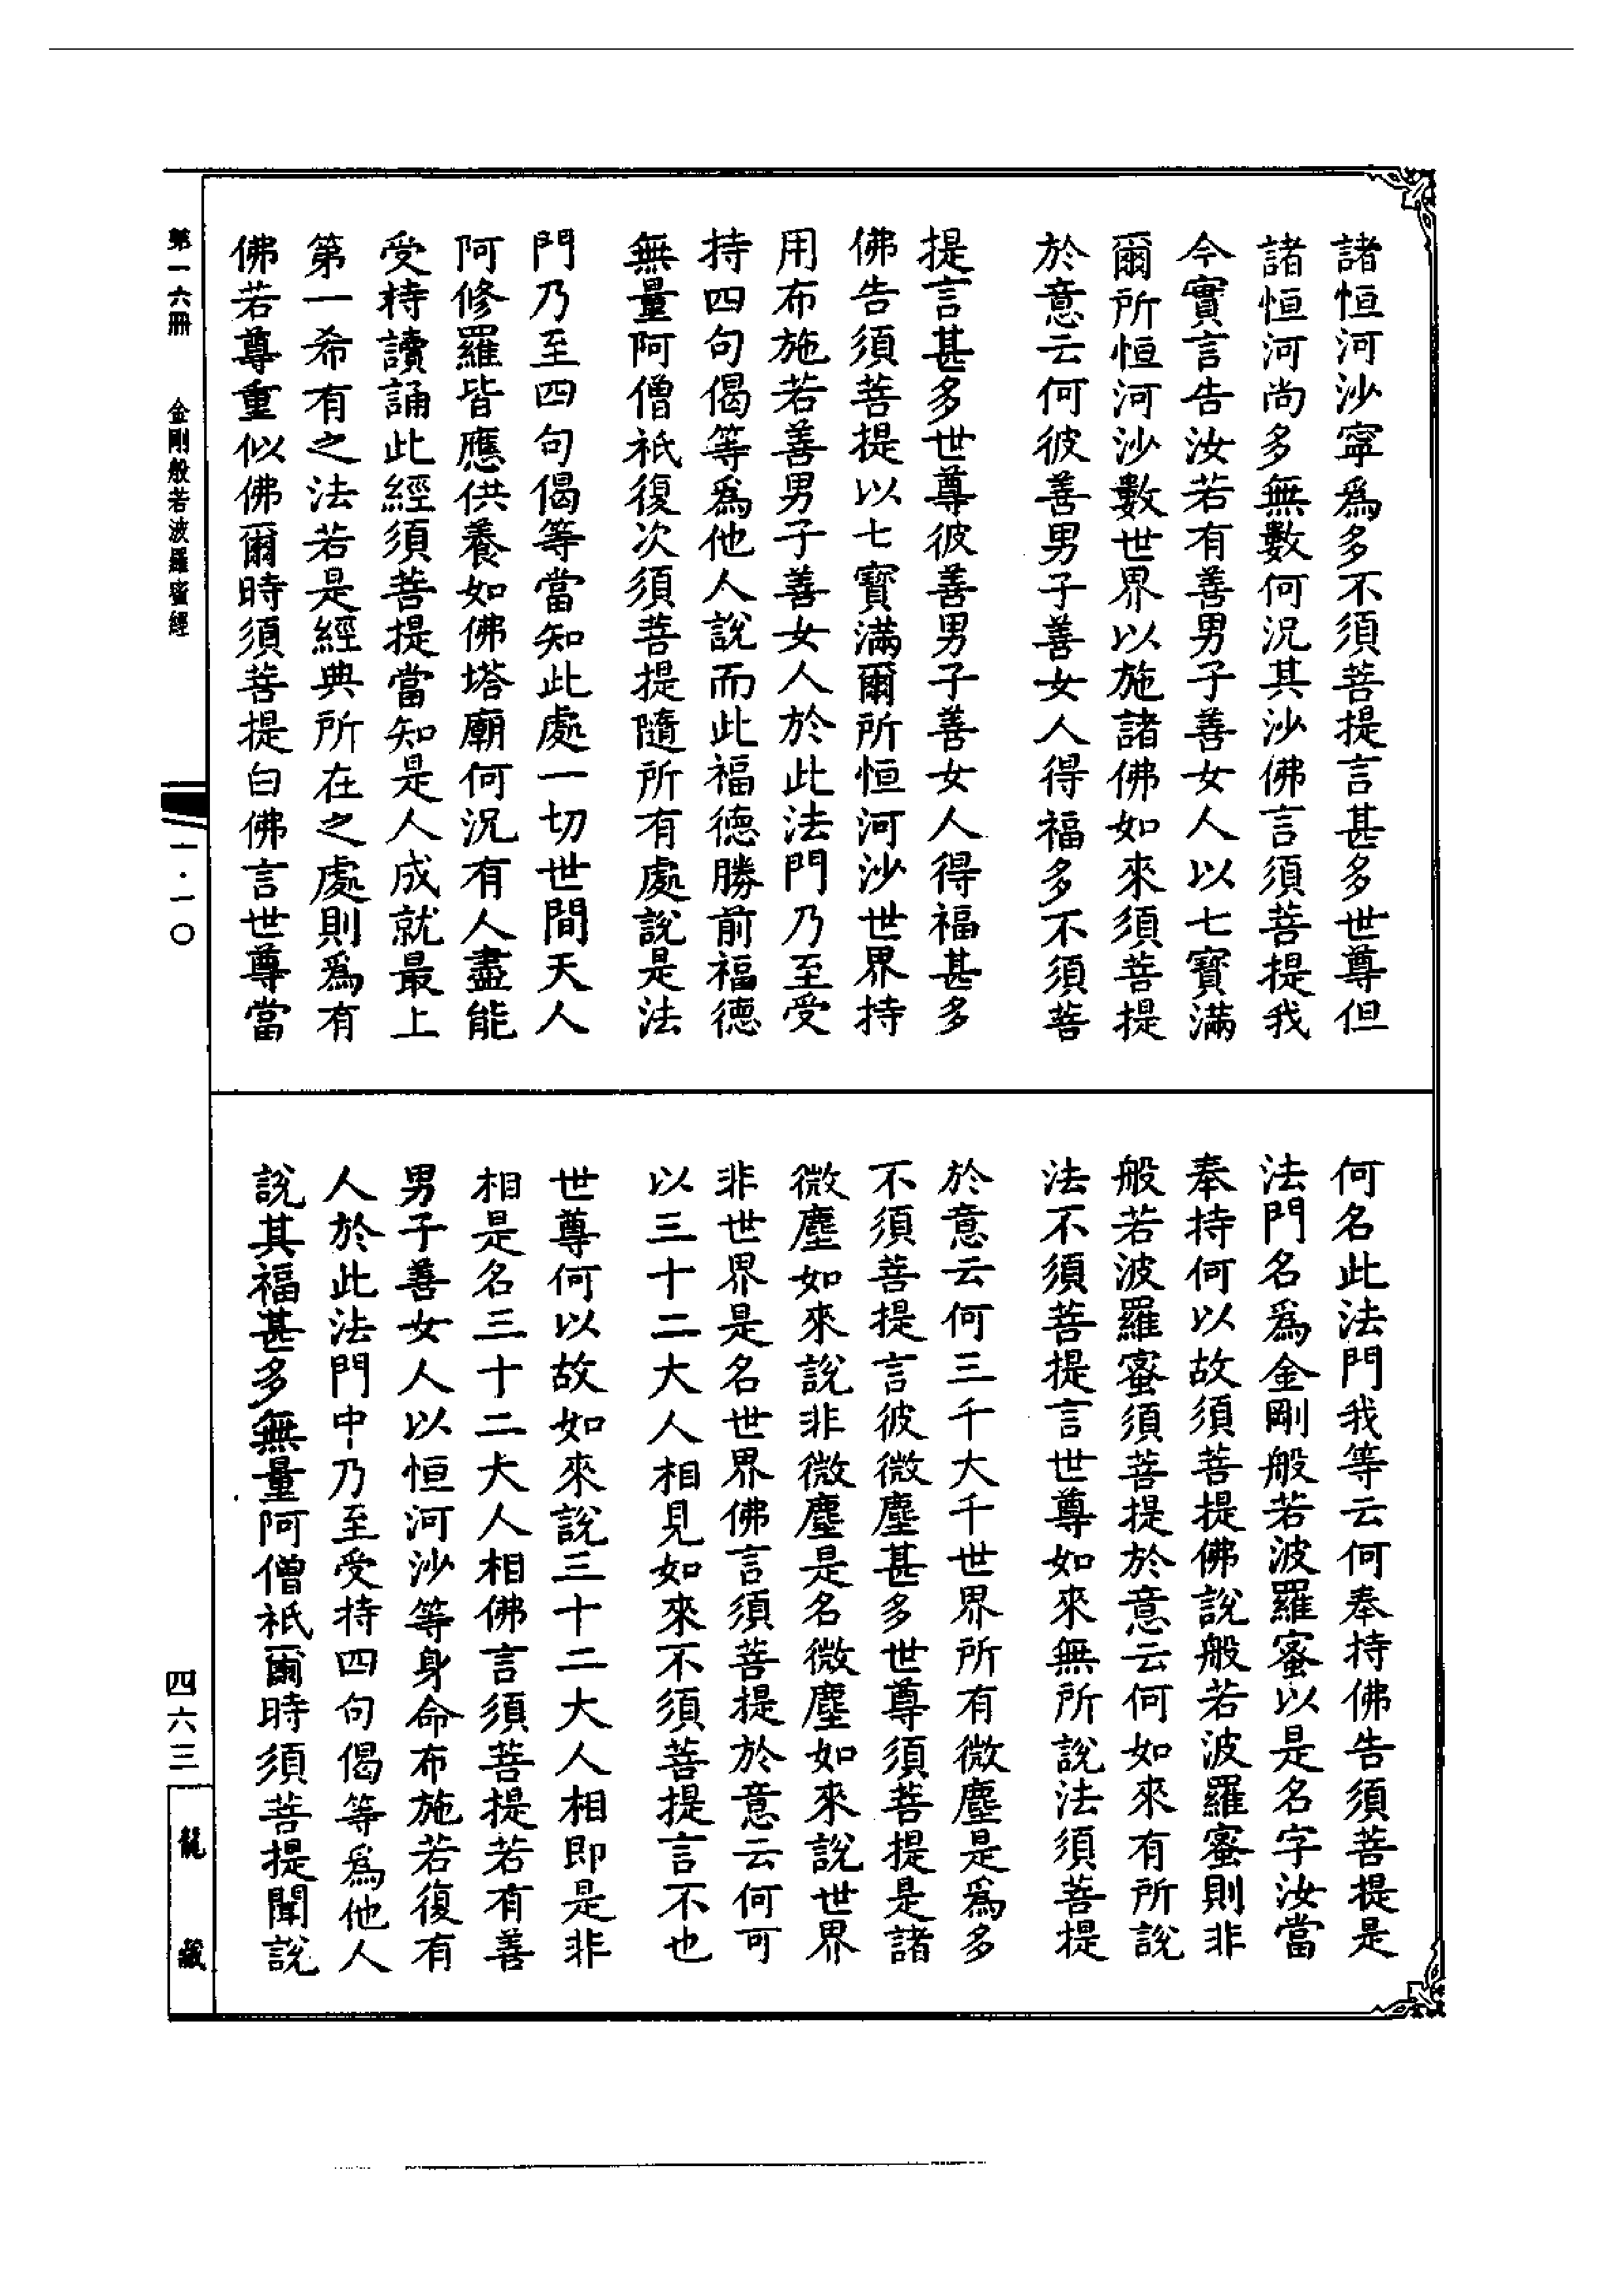 諸恒河沙寧爲多不須菩提言甚多世尊但
諸恒河尚多無數何況其沙佛言須菩提我
今實言告汝若有善男子善女人以七寶滿
爾所恒河沙數世界以施諸佛如來須菩提
於意云何彼善男子善女人得福多不須菩
提言甚多世尊彼善男子善女人得福甚多
佛告須菩提以七寶滿爾所恒河沙世界持
用布施若善男子善女人於此法門乃至受
持四句偈等爲他人說而此福德勝前福德
無量阿僧祇復次須菩提隨所有處說是法
門乃至四句偈等當知此處一切世間天人
阿修羅皆應供養如佛塔廟何況有人盡能
受持讀誦此經須菩提當知是人成就最上
第一希有之法若是經典所在之處則爲有
佛若尊重似佛爾時須菩提白佛言世尊當
何名此法門我等云何奉持佛告須菩提是
法門名爲金剛般若波羅蜜以是名字汝當
奉持何以故須菩提佛說般若波羅蜜則非
般若波羅蜜須菩提於意云何如來有所說
法不須菩提言世尊如來無所說法須菩提
於意云何三千大千世界所有微塵是爲多
不須菩提言彼微塵甚多世尊須菩提是諸
微塵如來說非微塵是名微塵如來說世界
非世界是名世界佛言須菩提於意云何可
以三十二大人相見如來不須菩提言不也
世尊何以故如來說三十二大人相即是非
相是名三十二大人相佛言須菩提若有善
男子善女人以恒河沙等身命布施若復有
人於此法門中乃至受持四句偈等爲他人
說其福甚多無量阿僧祇爾時須菩提聞說
第一六冊 金剛般若波羅蜜經
一·一〇
四六三
龍藏